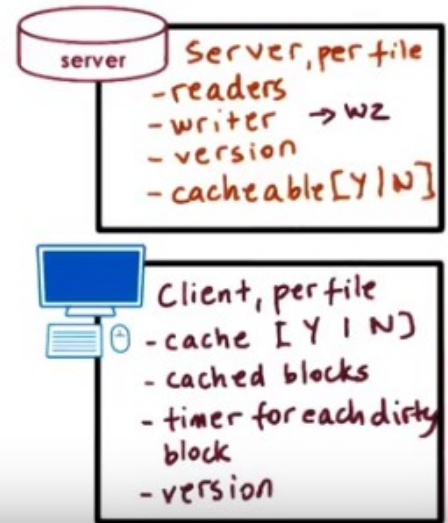 server
Server, per file
- readers
- writer → w2
- version
- cacheable [Y | N]
Client, per file
- cache [Y | N]
- cached blocks
- timer for each dirty
block
- version